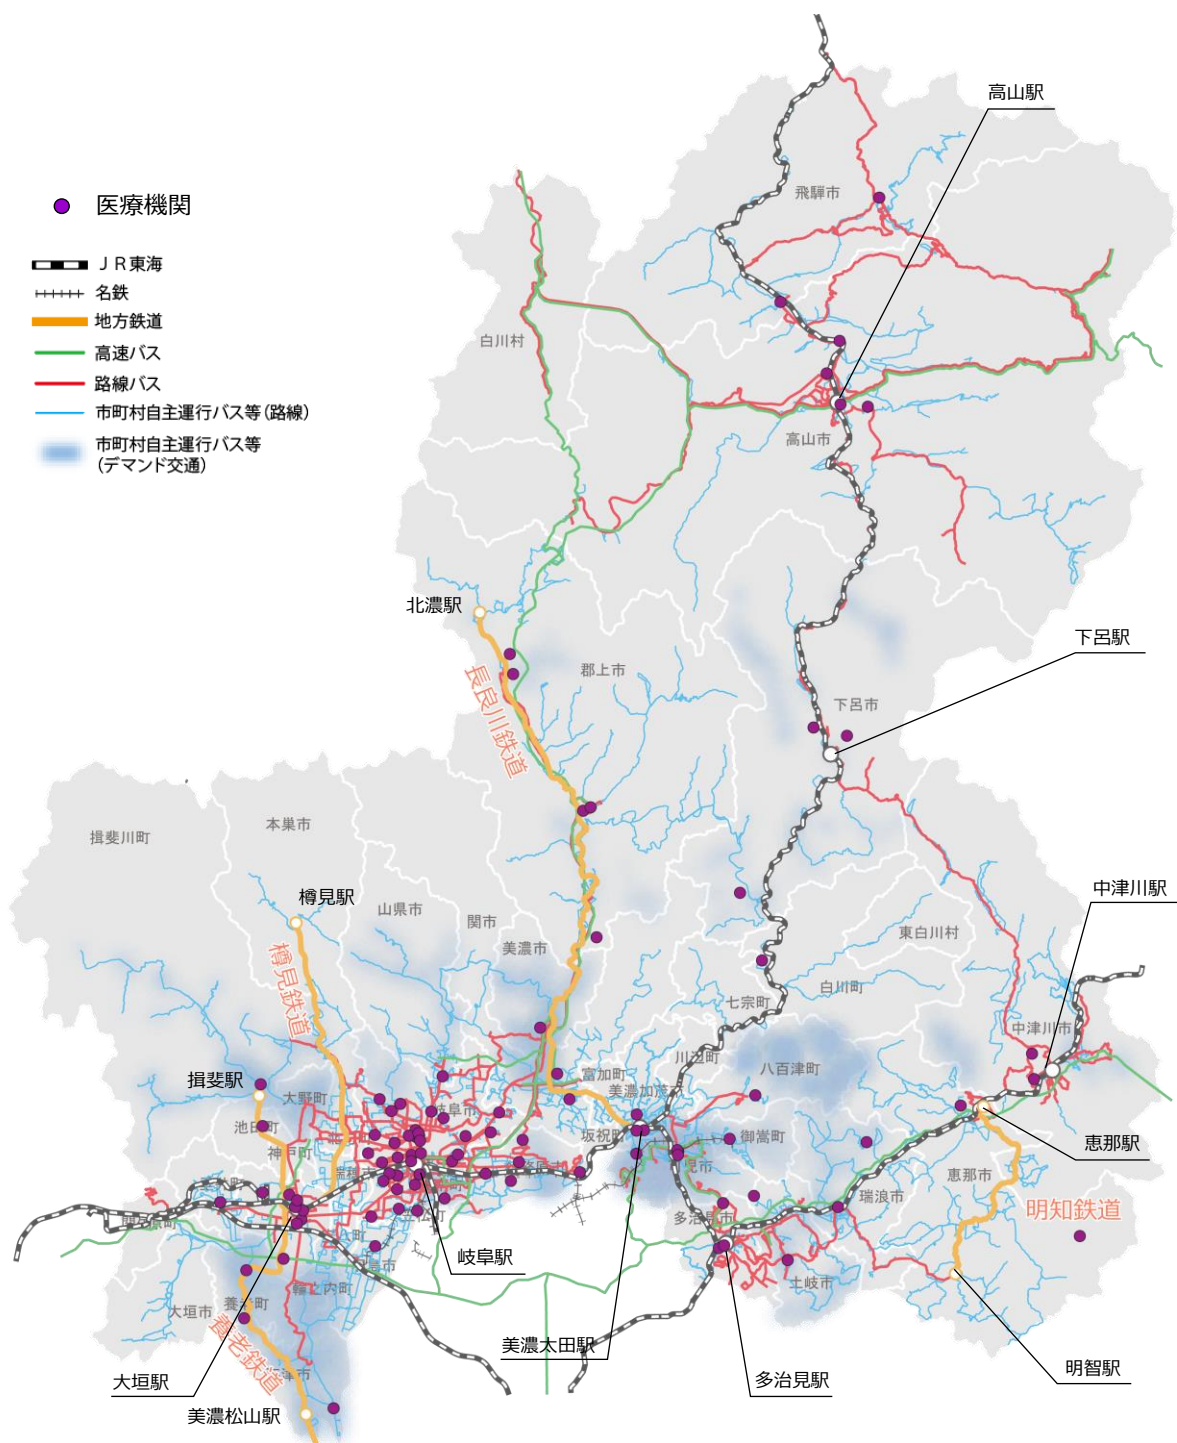 高山駅
飛騨市
医療機関
ＪＲ東海
名鉄
地方鉄道
高速バス
路線バス
市町村自主運行バス等(路線)
市町村自主運行バス等
(デマンド交通)
白川村
高山市
北濃駅
下呂駅
郡上市
長良川鉄道
下呂市
本巣市
揖斐川町
中津川駅
樽見駅
山県市
関市
美濃市
東白川村
樽見鉄道
白川町
七宗町
中津川市
川辺町
八百津町
揖斐駅
富加町
美濃加茂
大野町
岐阜市
池田町
坂祝町
御嵩町
恵那駅
神戸町
児市
恵那市
瑞浪市
明知鉄道
多治見市
岐阜駅
土岐市
輪之内町
大垣市
養老町
美濃太田駅
養老鉄道
大垣駅
多治見駅
明智駅
美濃松山駅